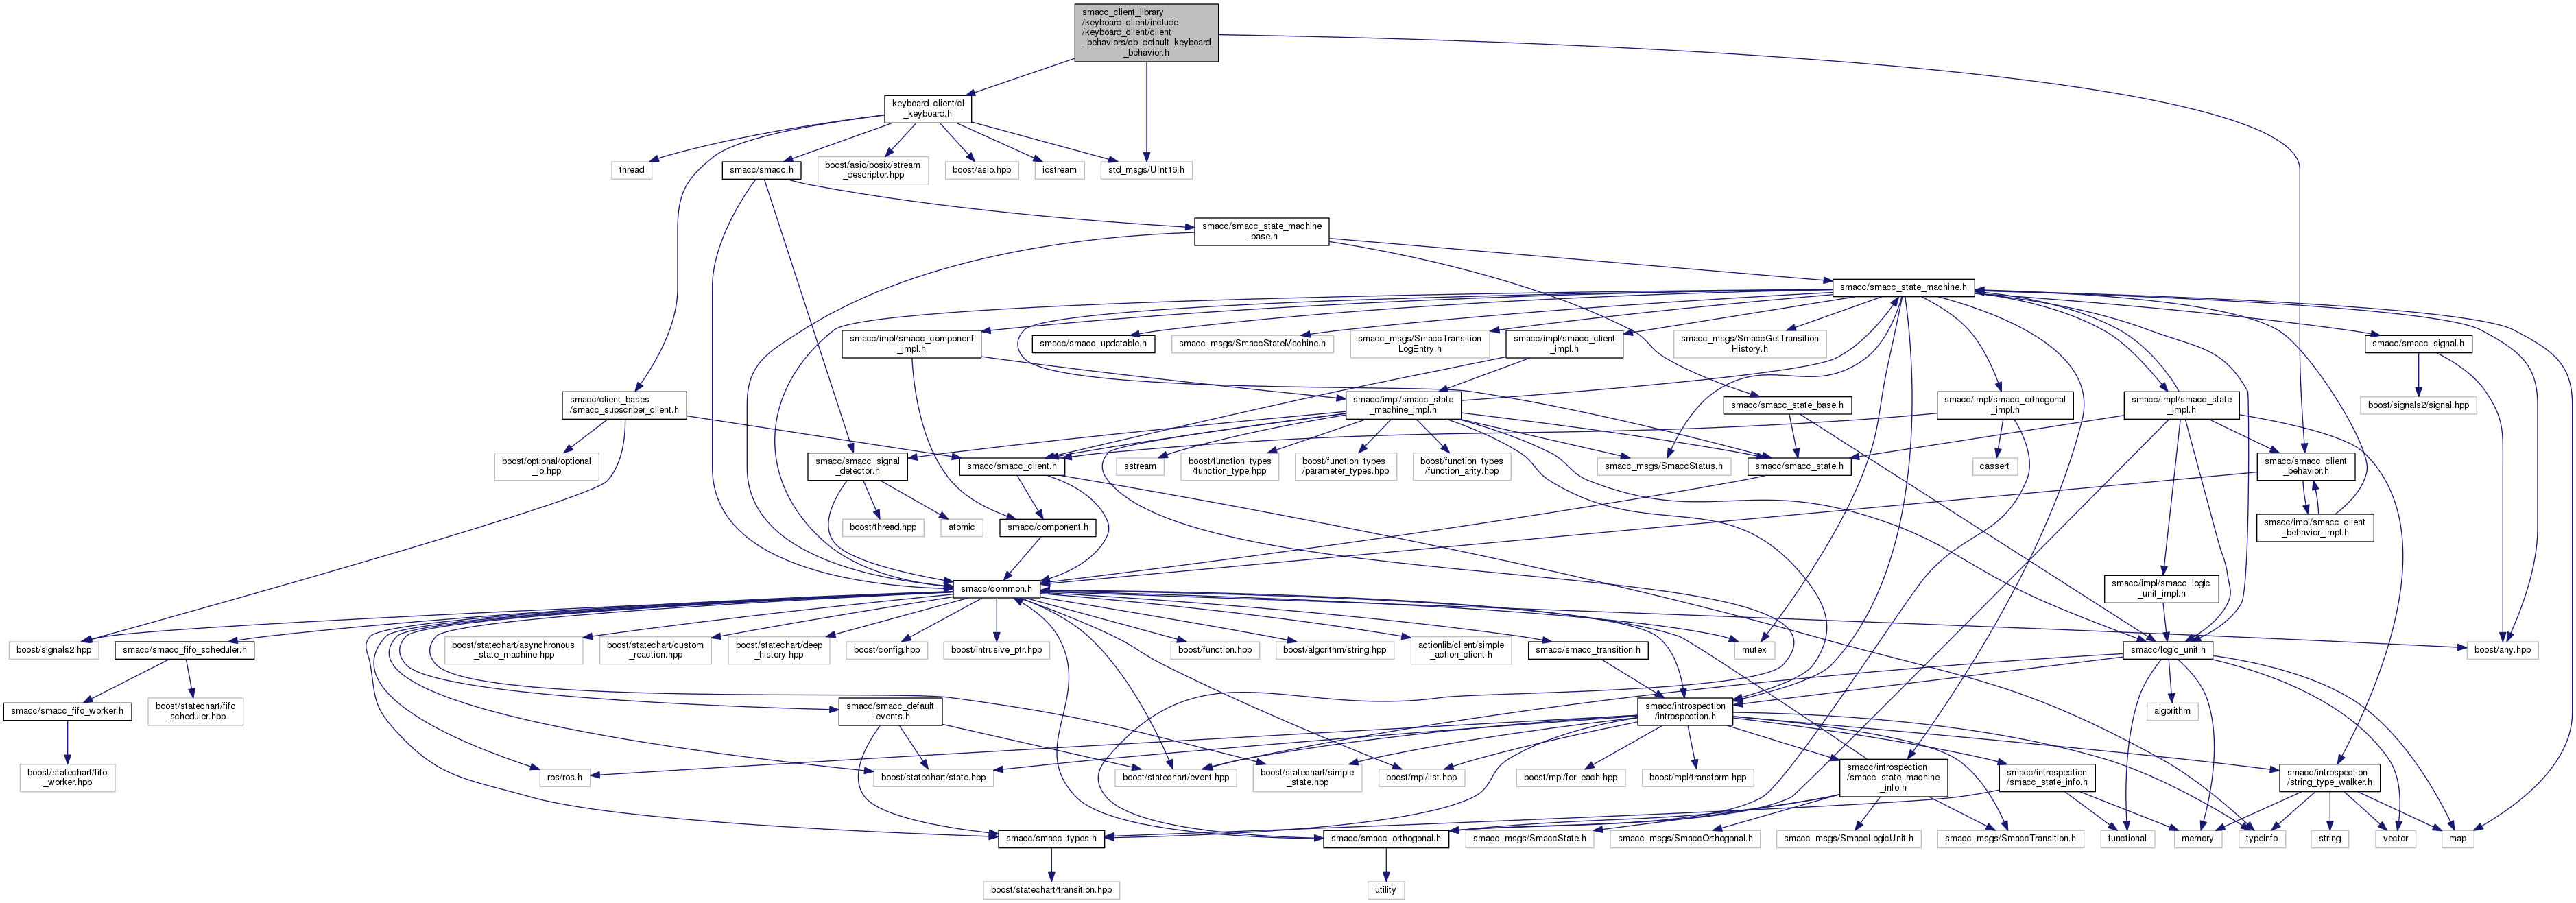 smacc_client_library
/keyboard_client/include
/keyboard_client/client
_behaviors/cb_default_keyboard
_behavior.h
keyboard_client/cl
_keyboard.h
thread
smacc/smacc.h
boost/asio/posix/stream
_descriptor.hpp
boost/asio.hpp
iostream
std_msgs/UInt16.h
smacc/smacc_state_machine
_base.h
smacc/smacc_state_machine.h
smacc/impl/smacc_component
_impl.h
smacc/smacc_updatable.h
smacc_msgs/SmaccStateMachine.h
smacc_msgs/SmaccTransition
LogEntry.h
smacc/impl/smacc_client
_impl.h
smacc_msgs/SmaccGetTransition
History.h
smacc/smacc_signal.h
smacc/client_bases
/smacc_subscriber_client.h
smacc/impl/smacc_state
_machine_impl.h
smacc/smacc_state_base.h
smacc/impl/smacc_orthogonal
_impl.h
smacc/impl/smacc_state
_impl.h
boost/signals2/signal.hpp
boost/optional/optional
_io.hpp
smacc/smacc_signal
_detector.h
smacc/smacc_client.h
sstream
boost/function_types
/function_type.hpp
boost/function_types
/parameter_types.hpp
boost/function_types
/function_arity.hpp
smacc_msgs/SmaccStatus.h
smacc/smacc_state.h
cassert
smacc/smacc_client
_behavior.h
boost/thread.hpp
atomic
smacc/component.h
smacc/impl/smacc_client
_behavior_impl.h
smacc/common.h
smacc/impl/smacc_logic
_unit_impl.h
boost/signals2.hpp
smacc/smacc_fifo_scheduler.h
boost/statechart/asynchronous
_state_machine.hpp
boost/statechart/custom
_reaction.hpp
boost/statechart/deep
_history.hpp
boost/config.hpp
boost/intrusive_ptr.hpp
boost/function.hpp
boost/algorithm/string.hpp
actionlib/client/simple
_action_client.h
smacc/smacc_transition.h
mutex
smacc/logic_unit.h
boost/any.hpp
smacc/smacc_fifo_worker.h
boost/statechart/fifo
_scheduler.hpp
smacc/smacc_default
_events.h
smacc/introspection
/introspection.h
algorithm
boost/statechart/fifo
_worker.hpp
ros/ros.h
boost/statechart/state.hpp
boost/statechart/event.hpp
boost/statechart/simple
_state.hpp
boost/mpl/list.hpp
boost/mpl/for_each.hpp
boost/mpl/transform.hpp
smacc/introspection
/smacc_state_machine
_info.h
smacc/introspection
/smacc_state_info.h
smacc/introspection
/string_type_walker.h
smacc/smacc_types.h
smacc/smacc_orthogonal.h
smacc_msgs/SmaccState.h
smacc_msgs/SmaccOrthogonal.h
smacc_msgs/SmaccLogicUnit.h
smacc_msgs/SmaccTransition.h
functional
memory
typeinfo
string
vector
map
boost/statechart/transition.hpp
utility